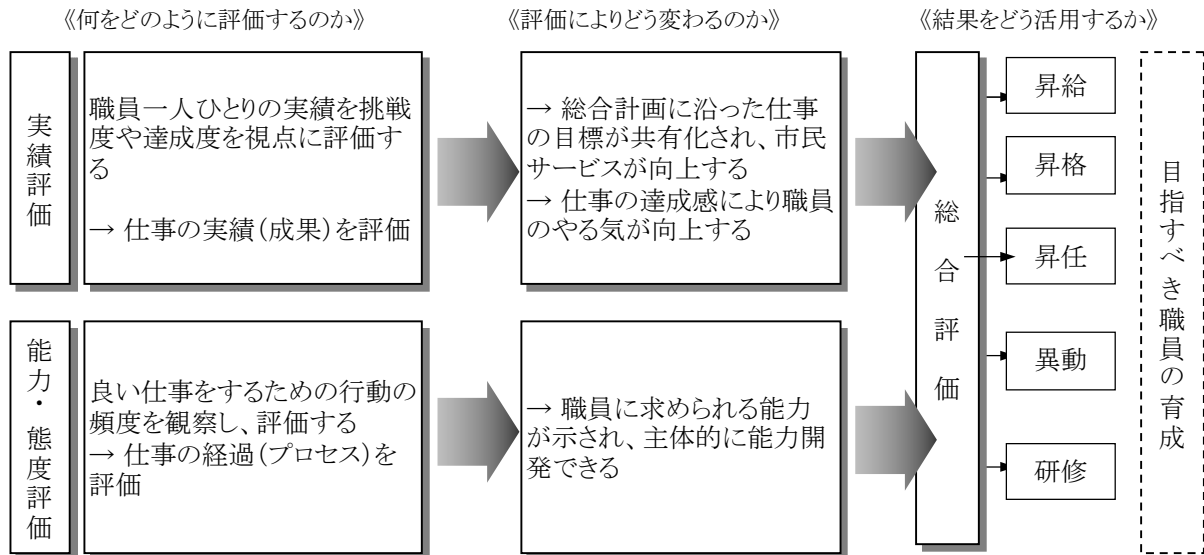 《何をどのように評価するのか》
《評価によりどう変わるのか》
《結果をどう活用するか》
実績評価
職員一人ひとりの実績を挑戦
度や達成度を視点に評価す
る
→ 仕事の実績(成果)を評価
→ 総合計画に沿った仕事
の目標が共有化され、市民
サービスが向上する
→ 仕事の達成感により職員
のやる気が向上する
能力・態度評価
良い仕事をするための行動の
頻度を観察し、評価する
→ 仕事の経過(プロセス)を
評価
→ 職員に求められる能力
が示され、主体的に能力開
発できる
総合評価
昇給
昇格
昇任
異動
研修
目指すべき職員の育成